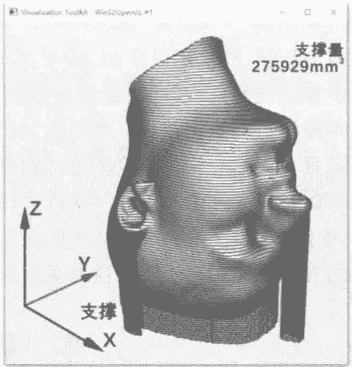 Visualization Toolkit - Win32OpenGL #1
支撑量
275929mm³
Z
Y
支撑
X